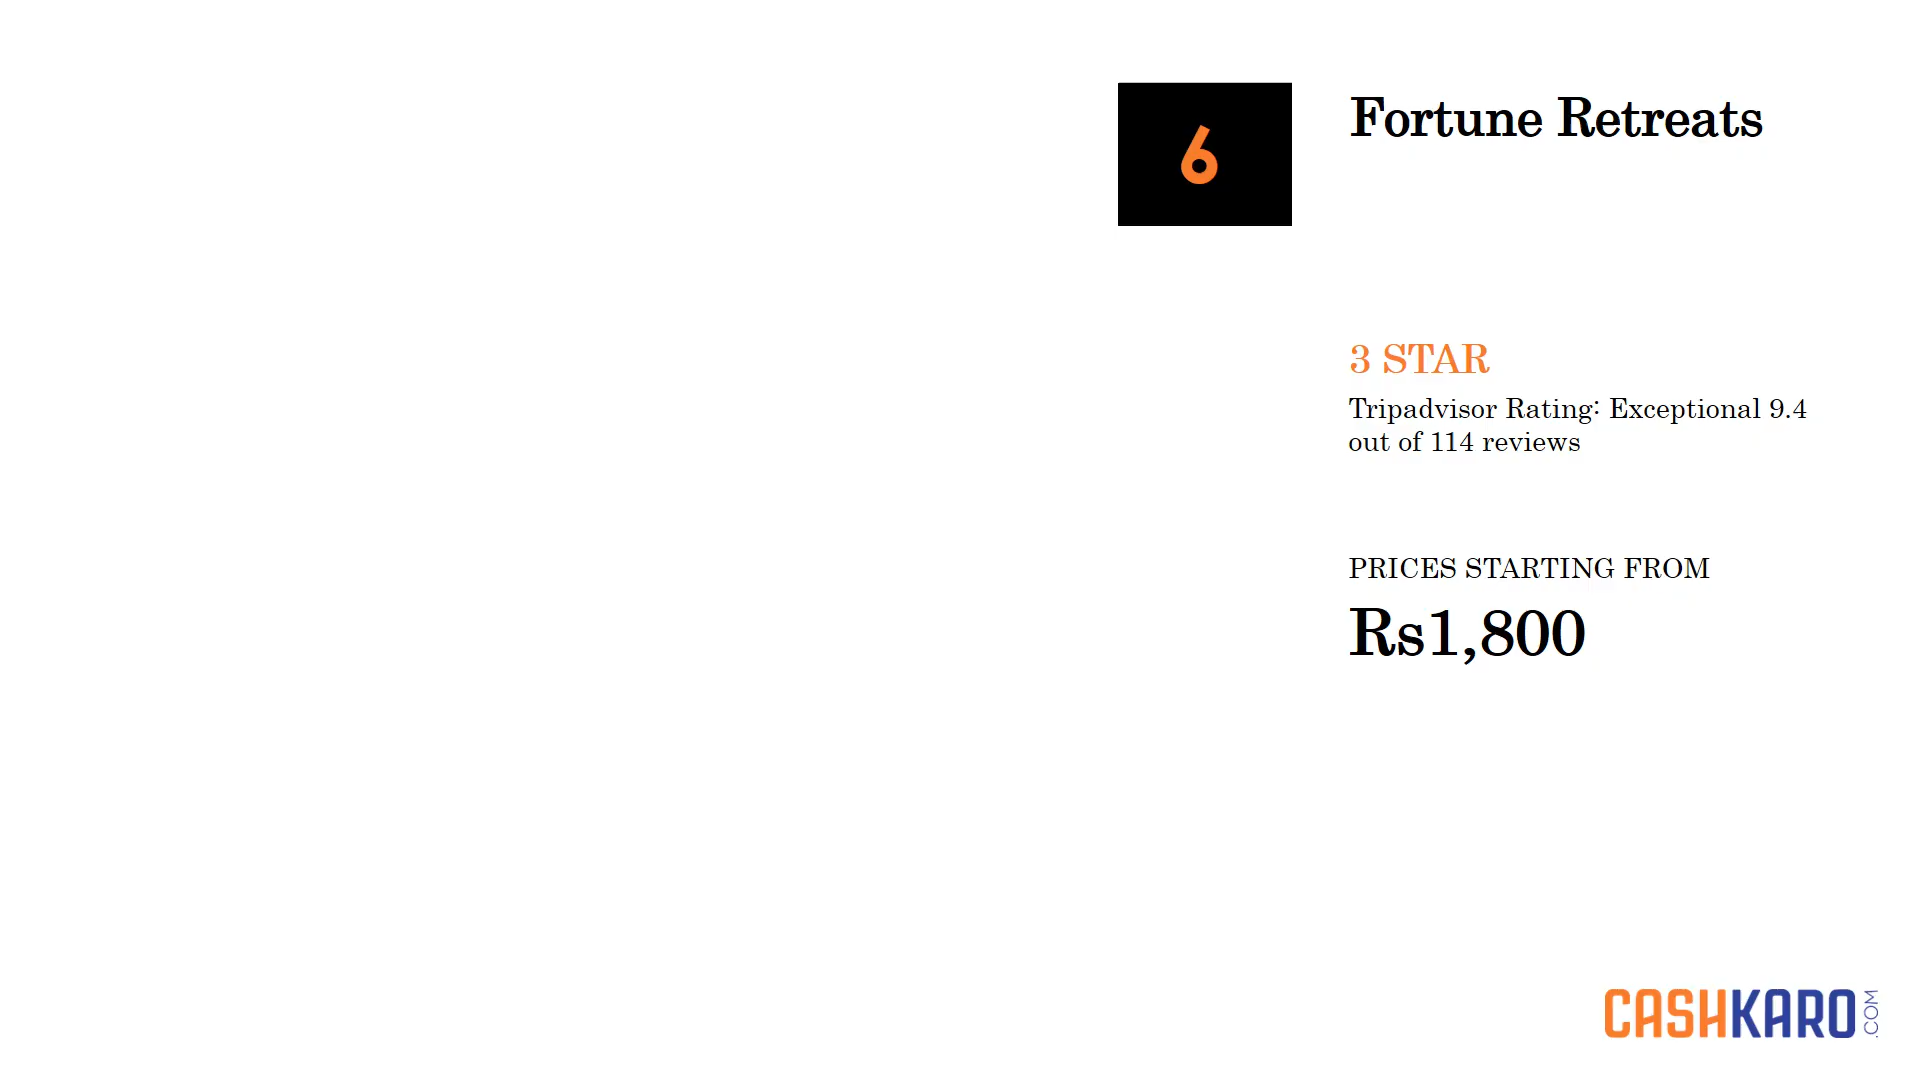 6
Fortune Retreats
3 STAR
Tripadvisor Rating: Exceptional 9.4
out of 114 reviews
PRICES STARTING FROM
Rs1,800
CASHKARO.COM